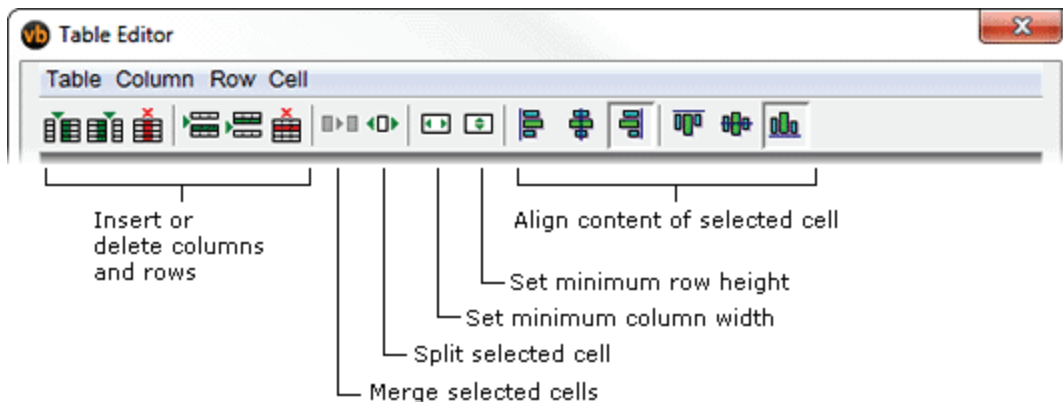 vb Table Editor
Table Column Row Cell
Insert or
delete columns
and rows
Align content of selected cell
Set minimum row height
Set minimum column width
Split selected cell
Merge selected cells